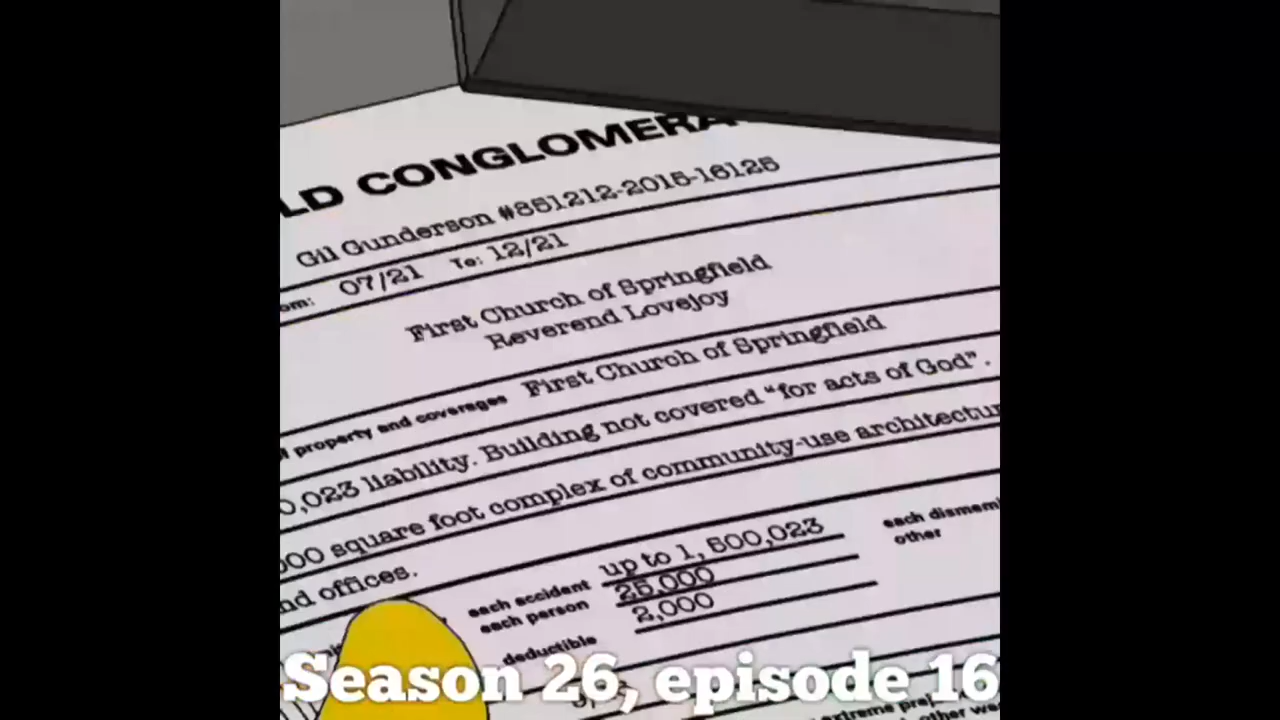 LD CONGLOMERA
Gil Gunderson #851212-2015-16125
om: 07/21 To: 12/21
First Church of Springfield
Reverend Lovejoy
property and coverages First Church of Springfield
0,023 liability. Building not covered "for acts of God".
000 square foot complex of community-use architectur
nd offices.
each accident up to 1, 500,023
each person 25,000
deductible 2,000
each dismem
other
Season 26, episode 16